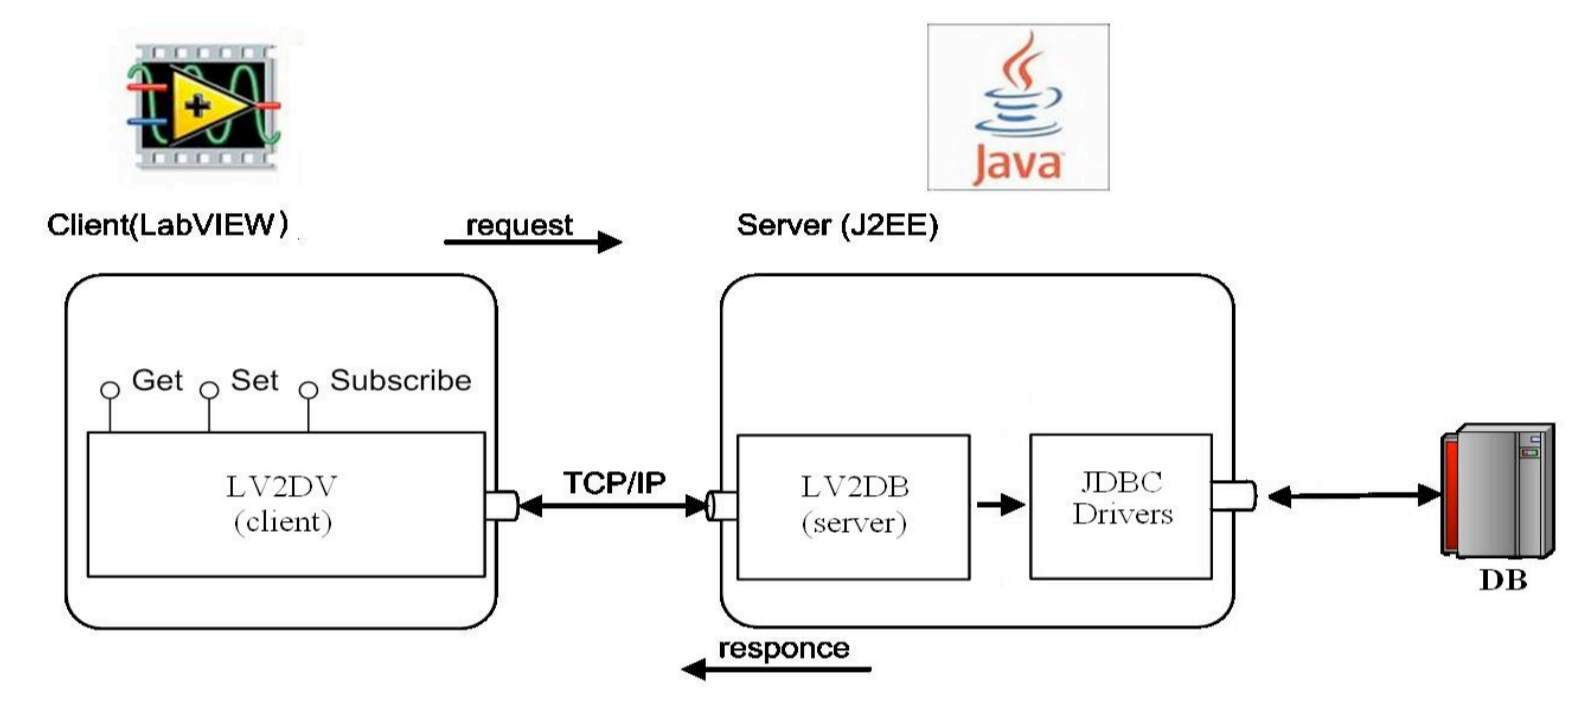 Java
Client(LabVIEW)
request
Server (J2EE)
Get
Set
Subscribe
LV2DV
(client)
TCP/IP
LV2DB
(server)
JDBC
Drivers
DB
responce